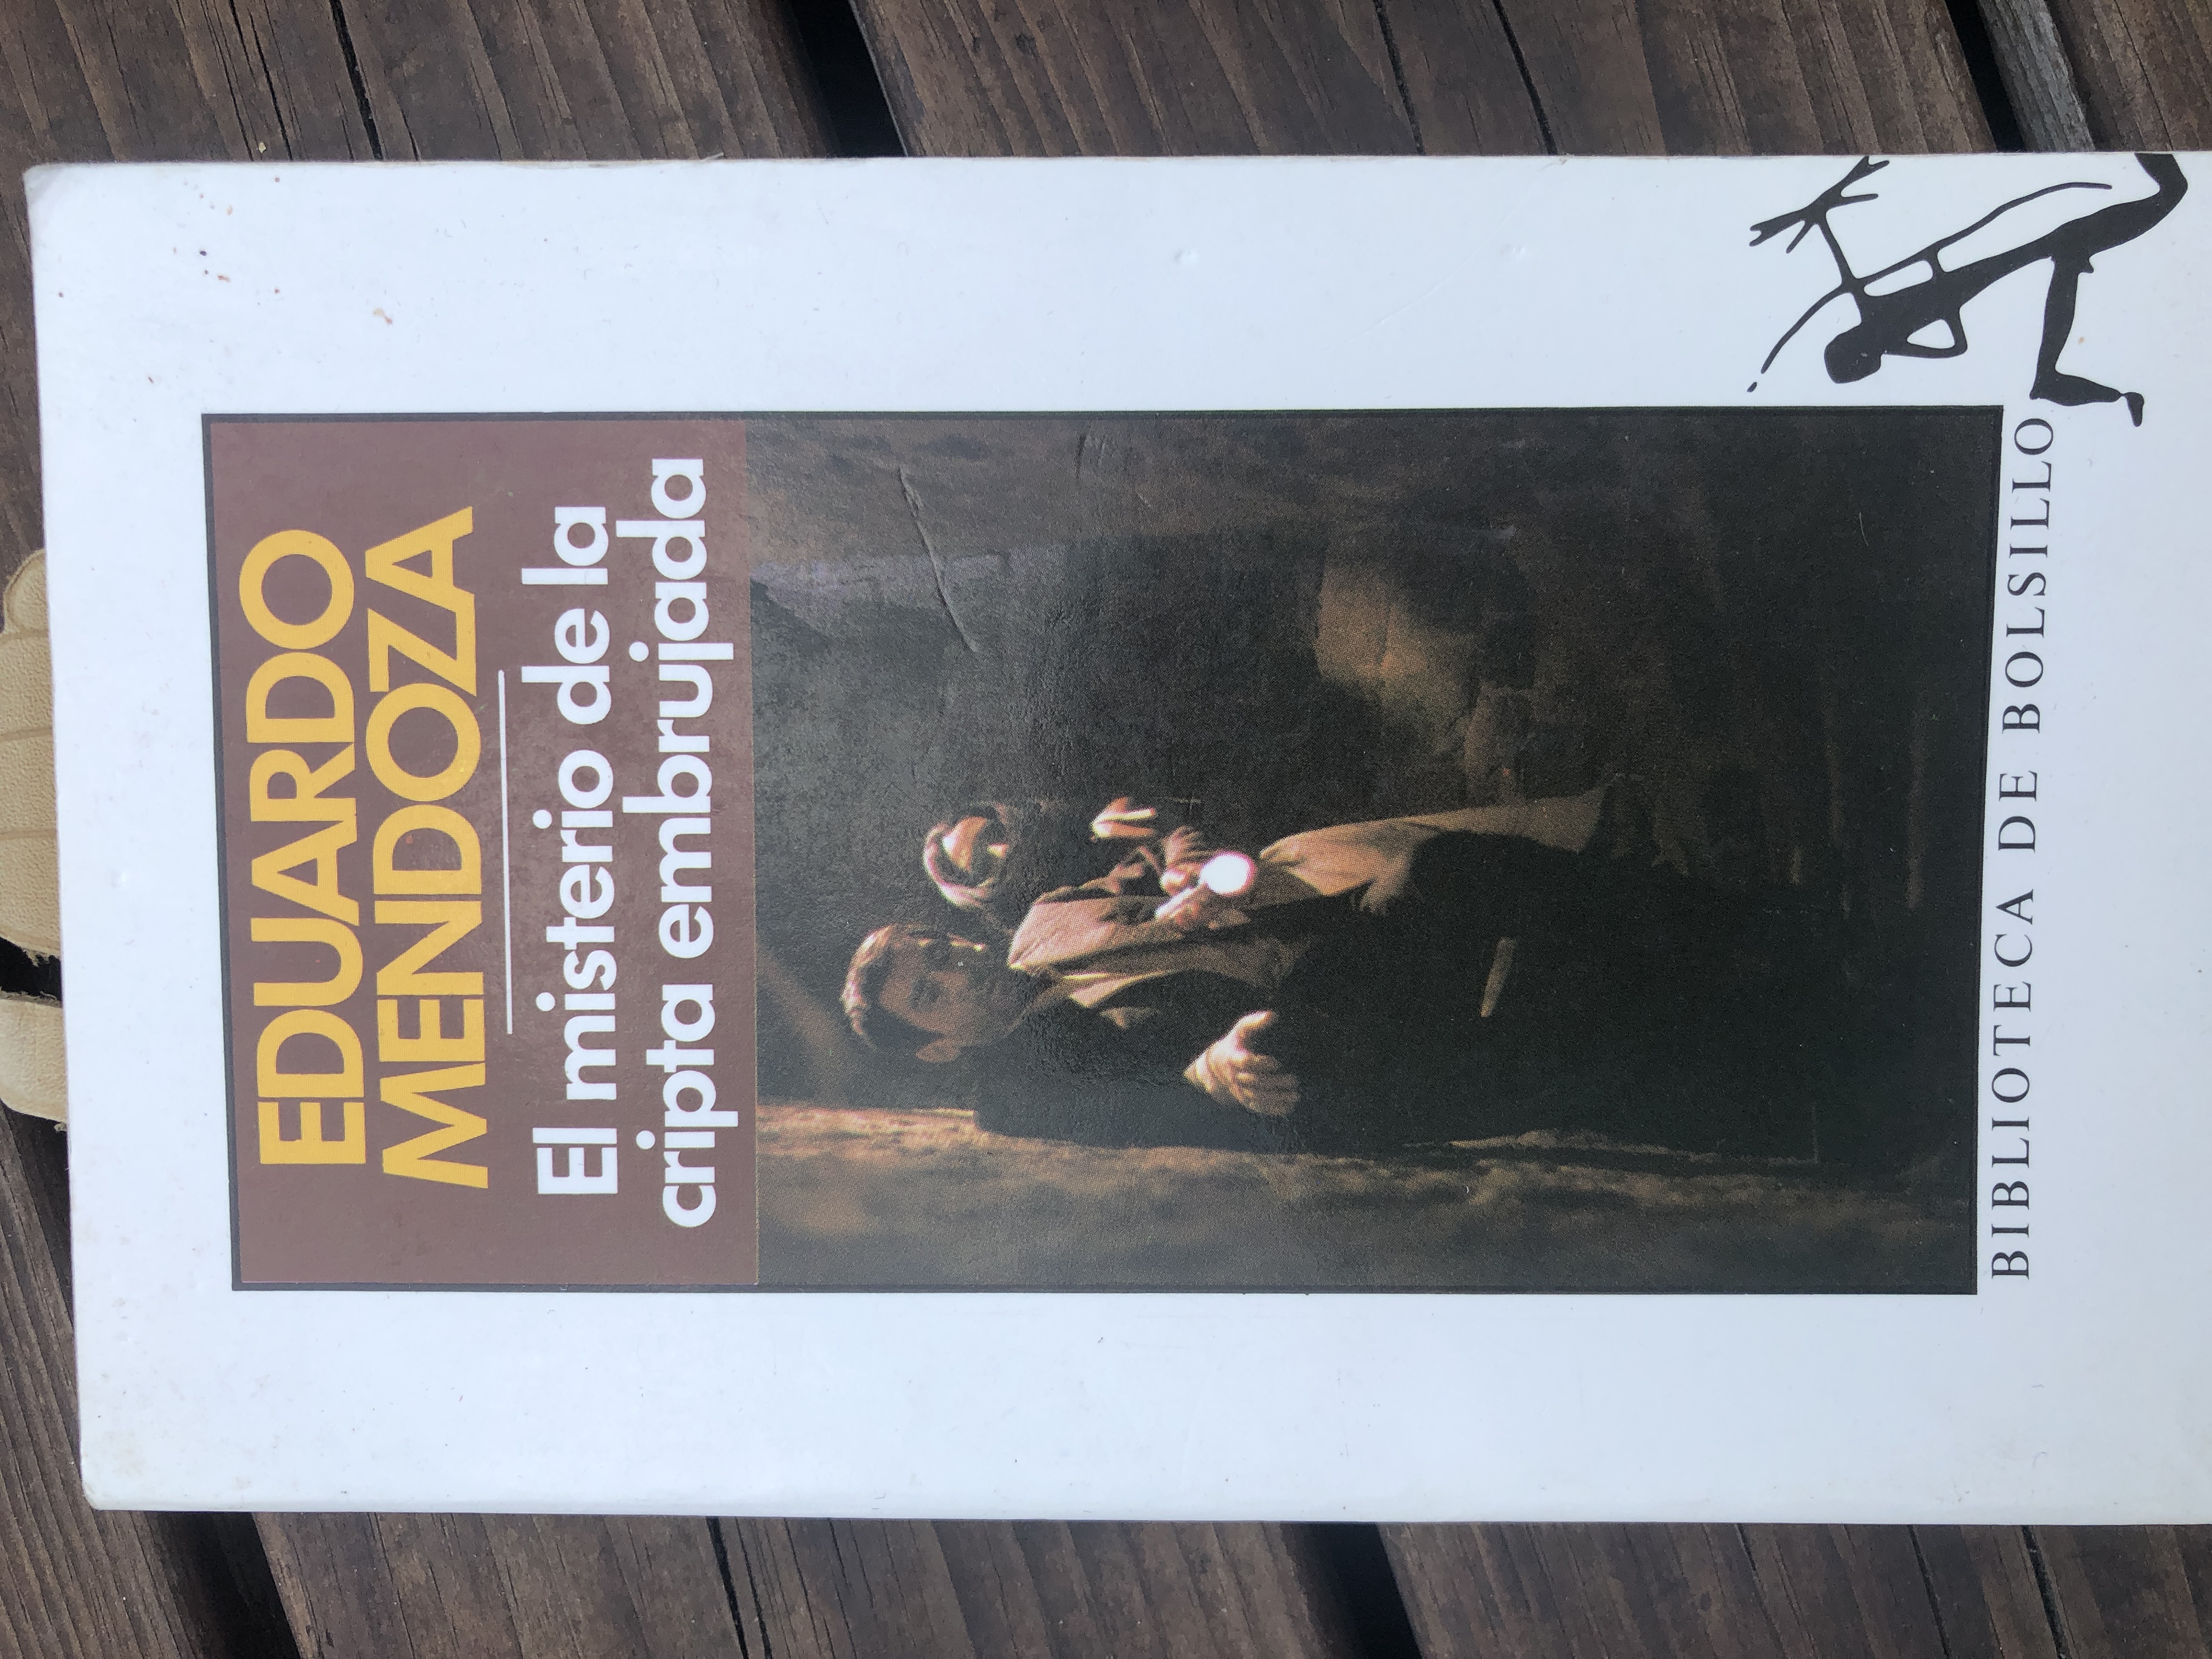 EDUARDO
MENDOZA
El misterio de la
cripta embrujada
BIBLIOTECA DE BOLSILLO